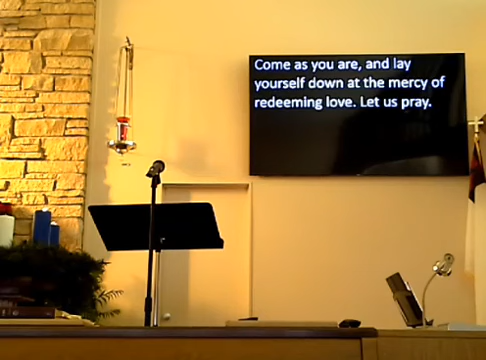 Come as you are, and lay
yourself down at the mercy of
redeeming love. Let us pray.